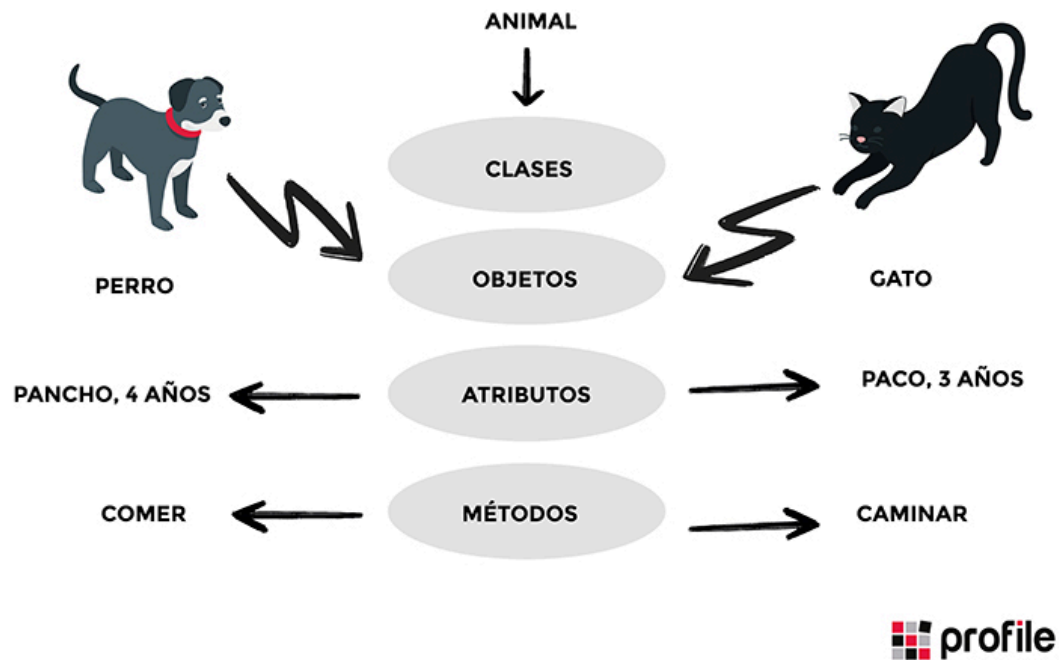 ANIMAL
CLASES
OBJETOS
PERRO
GATO
PANCHO, 4 AÑOS
ATRIBUTOS
PACO, 3 AÑOS
COMER
MÉTODOS
CAMINAR
profile